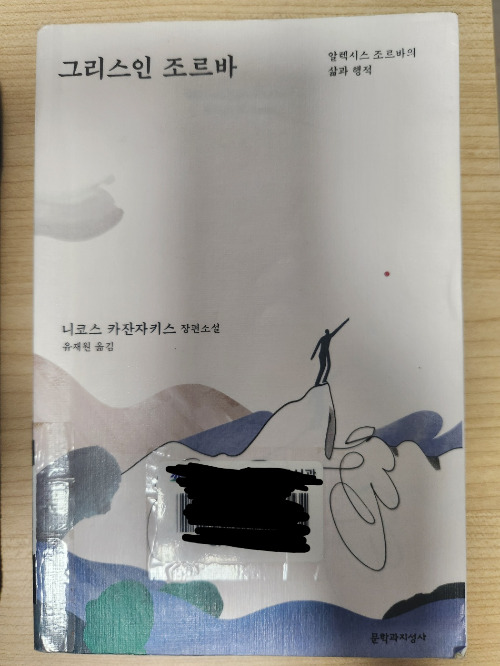 그리스인 조르바
알렉시스 조르바의
삶과 행적
니코스 카잔자키스 장편소설
유재원 옮김
문학과지성사